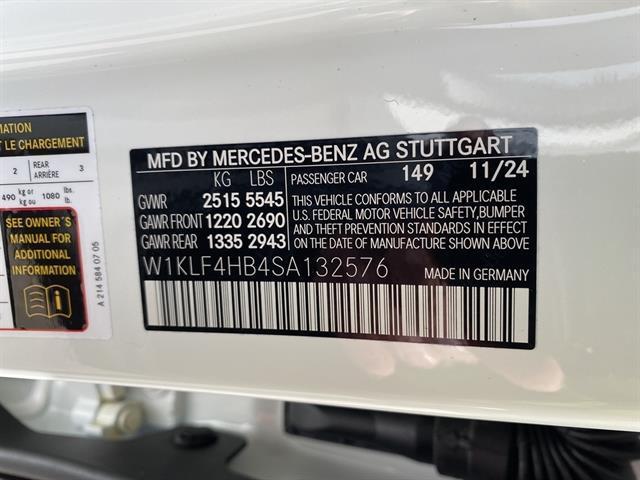 MATION
T LE CHARGEMENT
2 REAR ARRIÈRE 3
490 kg or kg ou 1080 lbs. lb.
SEE OWNER´S
MANUAL FOR
ADDITIONAL
INFORMATION
A 214 584 07 05
MFD BY MERCEDES-BENZ AG STUTTGART
KG LBS PASSENGER CAR 149 11/24
GVWR 2515 5545
GAWR FRONT 1220 2690
GAWR REAR 1335 2943
THIS VEHICLE CONFORMS TO ALL APPLICABLE
U.S. FEDERAL MOTOR VEHICLE SAFETY,BUMPER
AND THEFT PREVENTION STANDARDS IN EFFECT
ON THE DATE OF MANUFACTURE SHOWN ABOVE.
W1KLF4HB4SA132576 MADE IN GERMANY